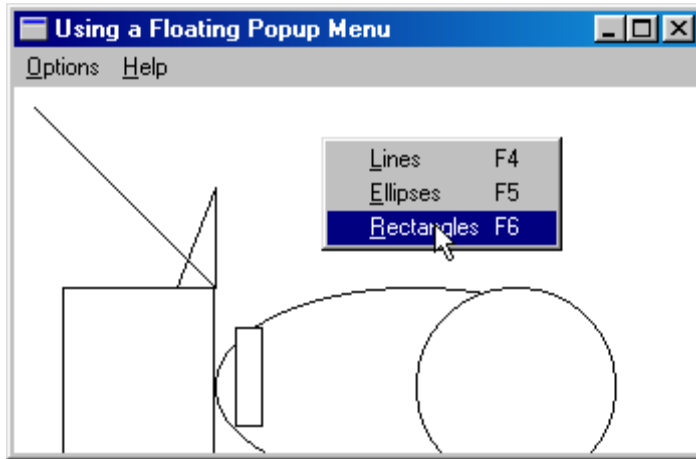 Using a Floating Popup Menu
Options Help
Lines F4
Ellipses F5
Rectangles F6